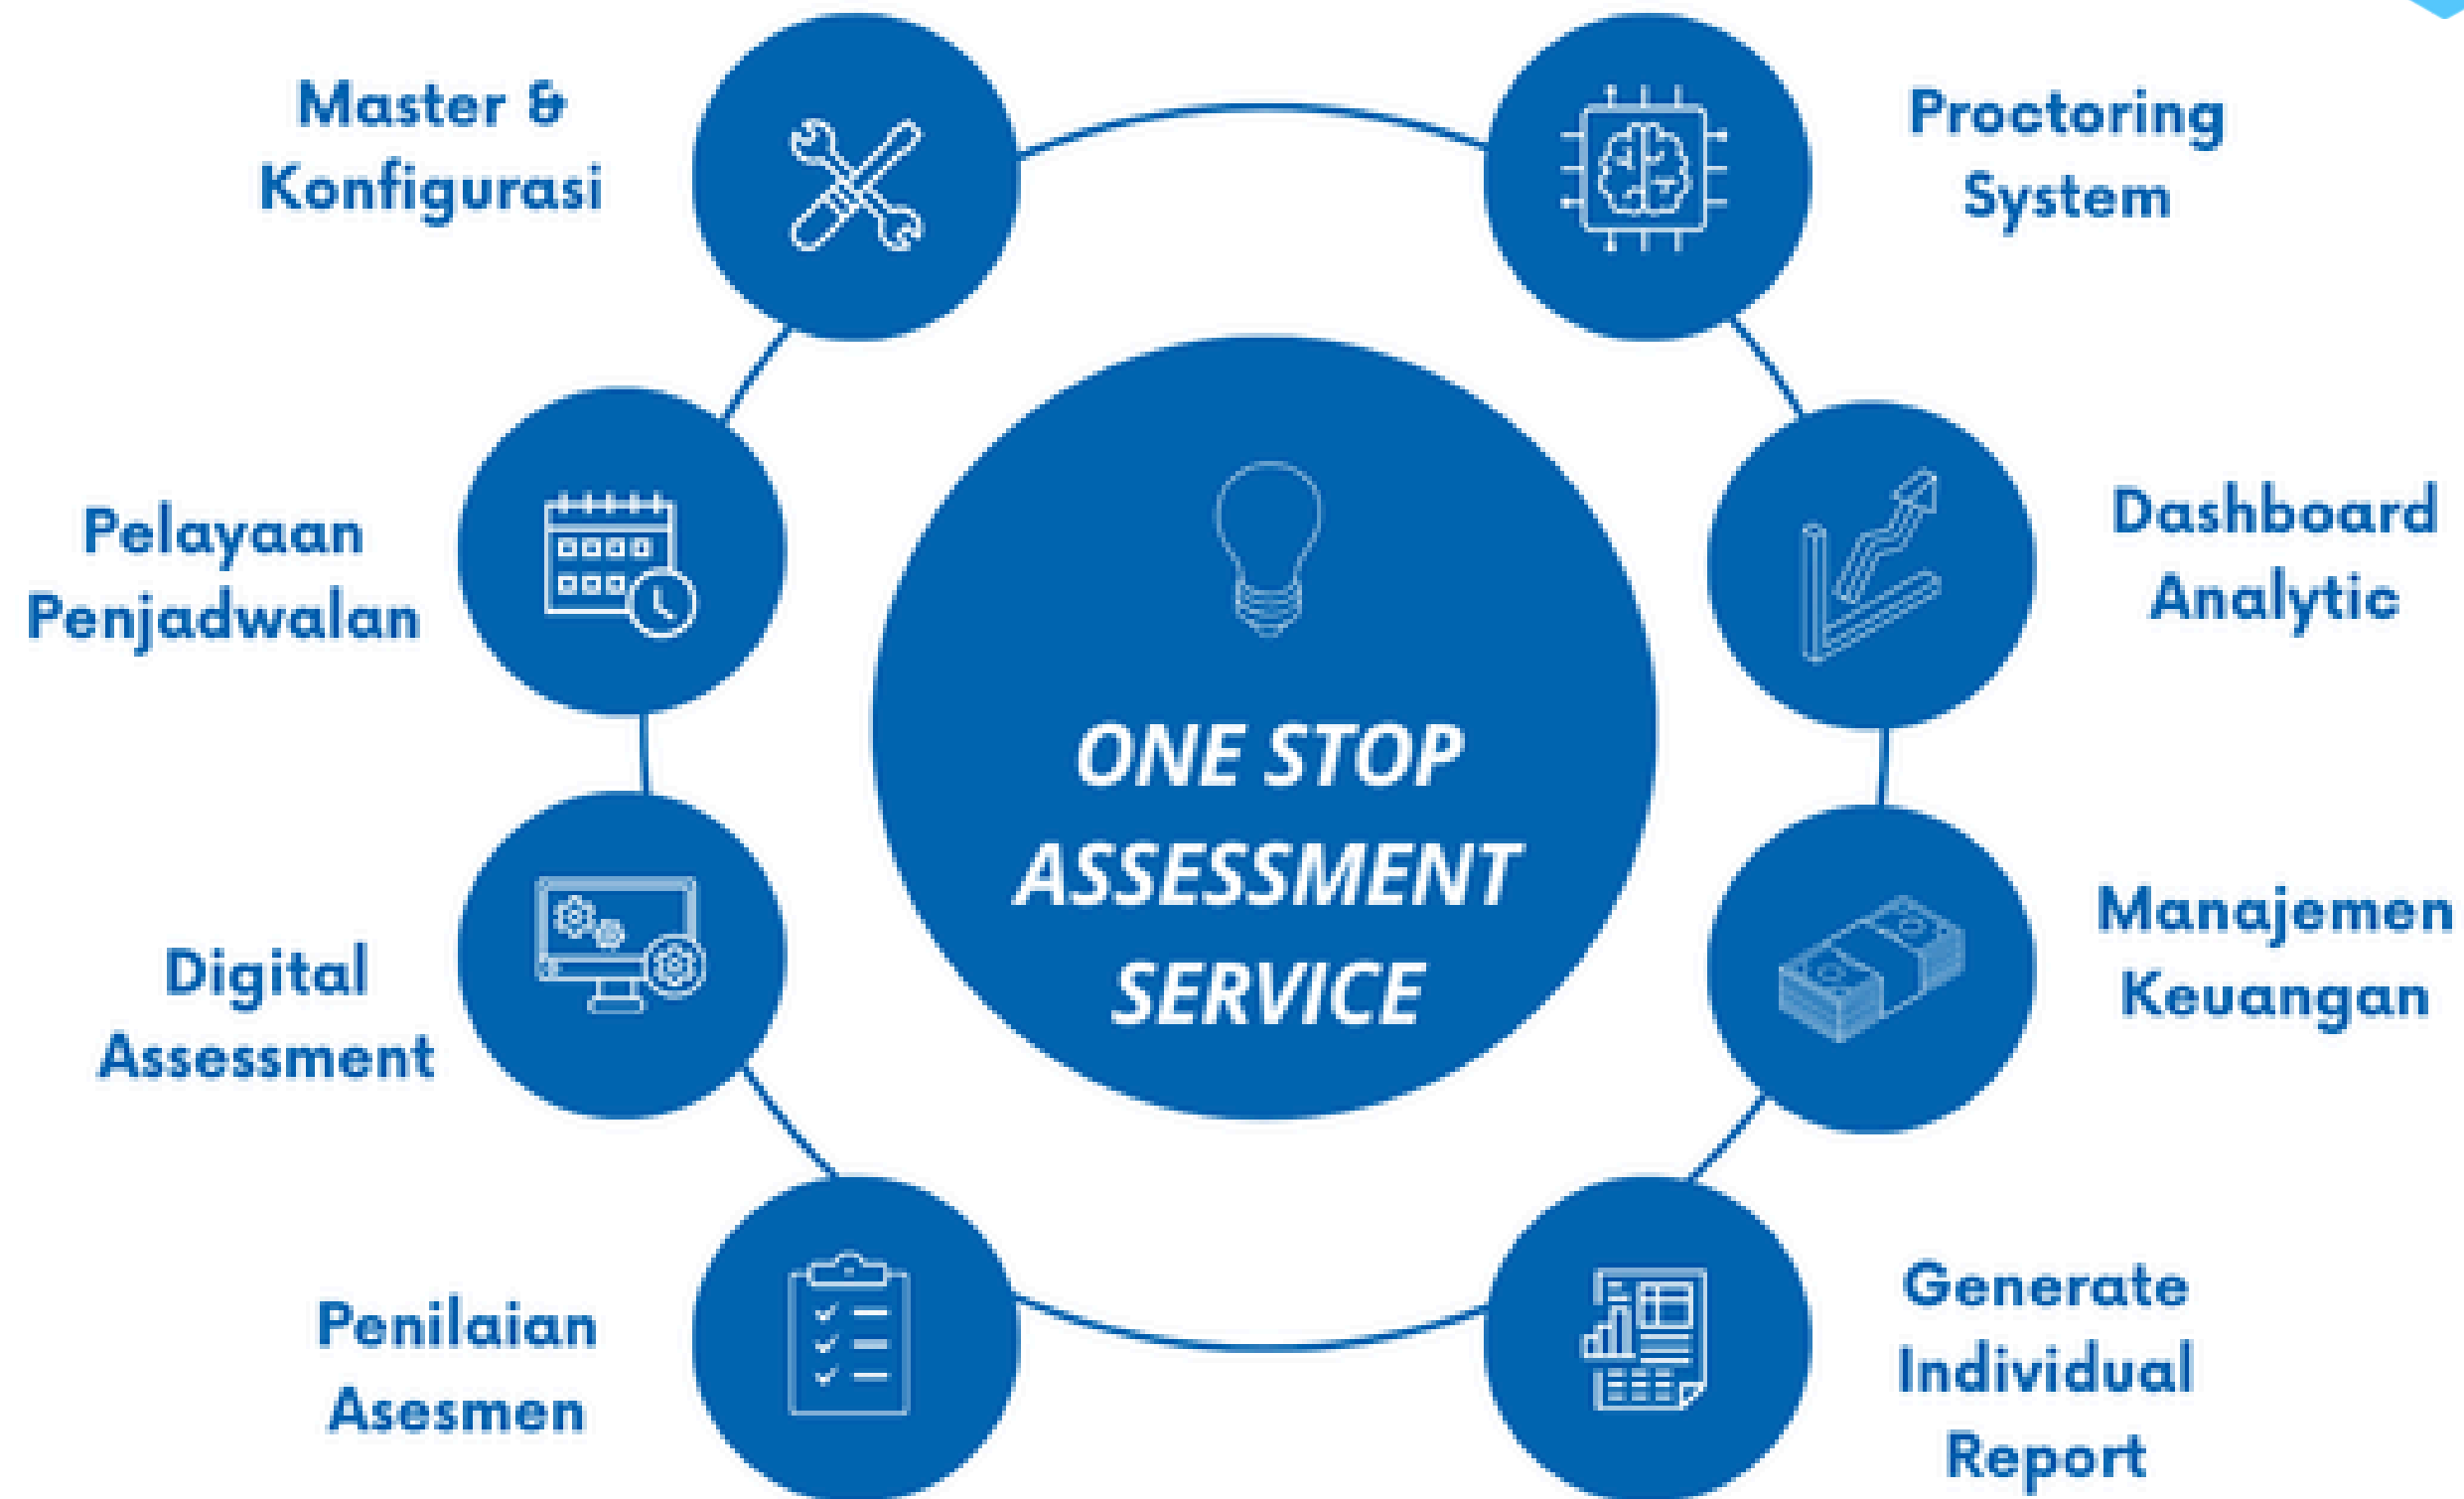 Master &
Konfigurasi
Proctoring
System
Pelayaan
Penjadwalan
Dashboard
Analytic
ONE STOP
ASSESSMENT
SERVICE
Digital
Assessment
Manajemen
Keuangan
Penilaian
Asesmen
Generate
Individual
Report